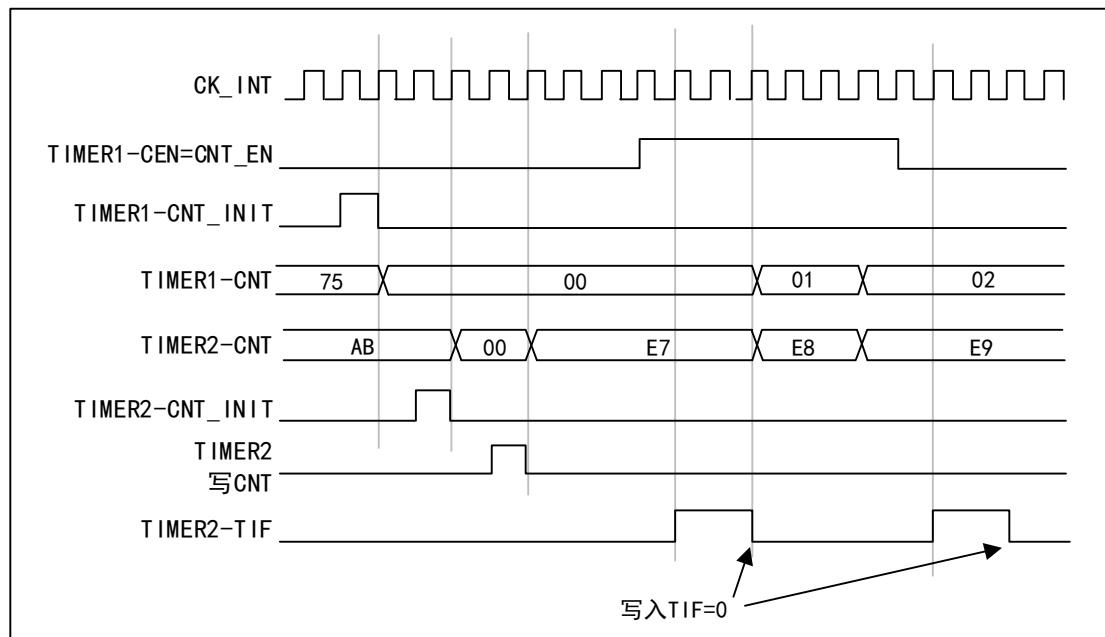 CK_INT
TIMER1-CEN=CNT_EN
TIMER1-CNT_INIT
TIMER1-CNT 75 00 01 02
TIMER2-CNT AB 00 E7 E8 E9
TIMER2-CNT_INIT
TIMER2
写CNT
TIMER2-TIF
写入TIF=0